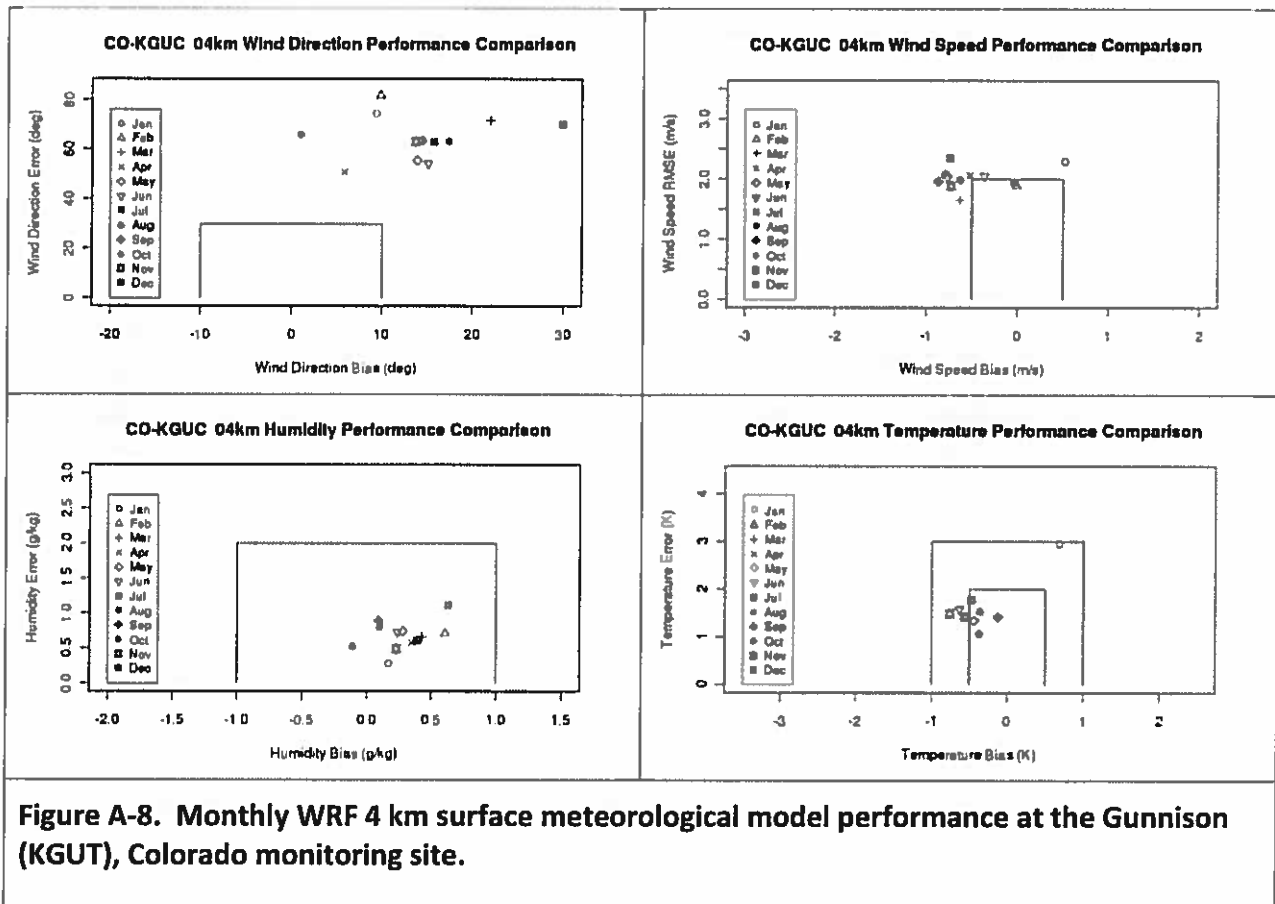 CO-KGUC 04km Wind Direction Performance Comparison
Wind Direction Error (deg)
80
60
40
20
0
Jan
Feb
Mar
Apr
May
Jun
Jul
Aug
Sep
Oct
Nov
Dec
-20
-10
0
10
20
30
Wind Direction Bias (deg)
CO-KGUC 04km Wind Speed Performance Comparison
Wind Speed RMSE (m/s)
3.0
2.0
1.0
0.0
Jan
Feb
Mar
Apr
May
Jun
Jul
Aug
Sep
Oct
Nov
Dec
-3
-2
-1
0
1
2
Wind Speed Bias (m/s)
CO-KGUC 04km Humidity Performance Comparison
Humidity Error (g/kg)
3.0
2.5
2.0
1.5
1.0
0.5
0.0
Jan
Feb
Mar
Apr
May
Jun
Jul
Aug
Sep
Oct
Nov
Dec
-2.0
-1.5
-1.0
-0.5
0.0
0.5
1.0
1.5
Humidity Bias (g/kg)
CO-KGUC 04km Temperature Performance Comparison
Temperature Error (K)
4
3
2
1
0
Jan
Feb
Mar
Apr
May
Jun
Jul
Aug
Sep
Oct
Nov
Dec
-3
-2
-1
0
1
2
Temperature Bias (K)
Figure A-8. Monthly WRF 4 km surface meteorological model performance at the Gunnison
(KGUT), Colorado monitoring site.